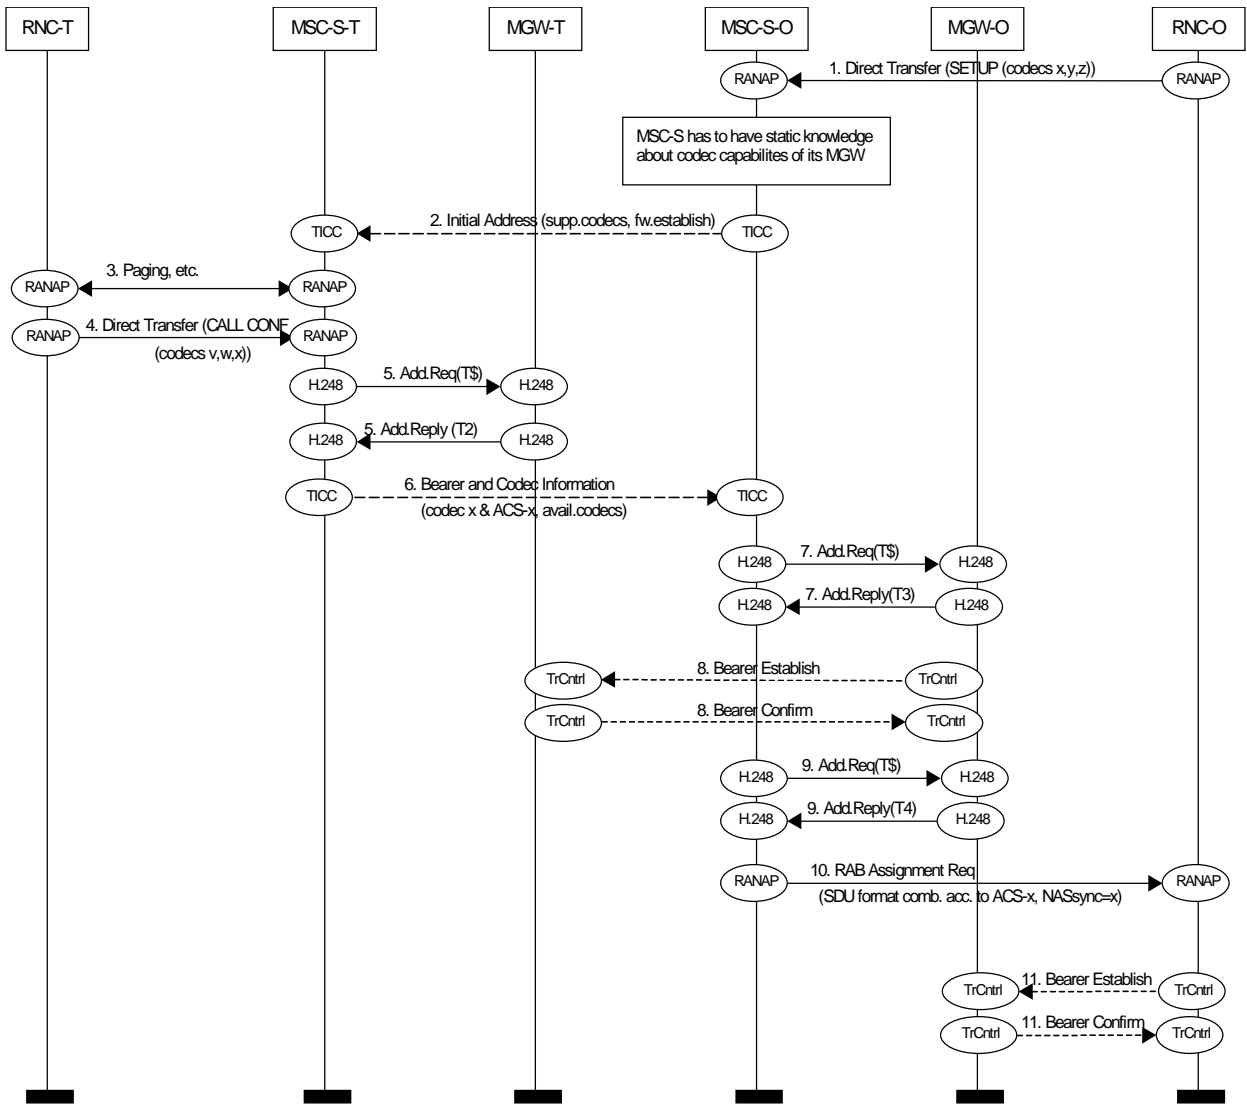 RNC-T
MSC-S-T
MGW-T
MSC-S-O
MGW-O
RNC-O
1. Direct Transfer (SETUP (codecs x,y,z))
RANAP
RANAP
MSC-S has to have static knowledge
about codec capabilites of its MGW
2. Initial Address (supp.codecs, fw.establish)
TICC
TICC
3. Paging, etc.
RANAP
RANAP
4. Direct Transfer (CALL CONF
RANAP
RANAP
(codecs v,w,x))
5. Add.Req(T$)
H.248
H.248
5. Add.Reply (T2)
H.248
H.248
6. Bearer and Codec Information
TICC
TICC
(codec x & ACS-x, avail.codecs)
7. Add.Req(T$)
H.248
H.248
7. Add.Reply(T3)
H.248
H.248
8. Bearer Establish
TrCntrl
TrCntrl
8. Bearer Confirm
TrCntrl
TrCntrl
9. Add.Req(T$)
H.248
H.248
9. Add.Reply(T4)
H.248
H.248
10. RAB Assignment Req
RANAP
RANAP
(SDU format comb. acc. to ACS-x, NASsync=x)
11. Bearer Establish
TrCntrl
TrCntrl
11. Bearer Confirm
TrCntrl
TrCntrl